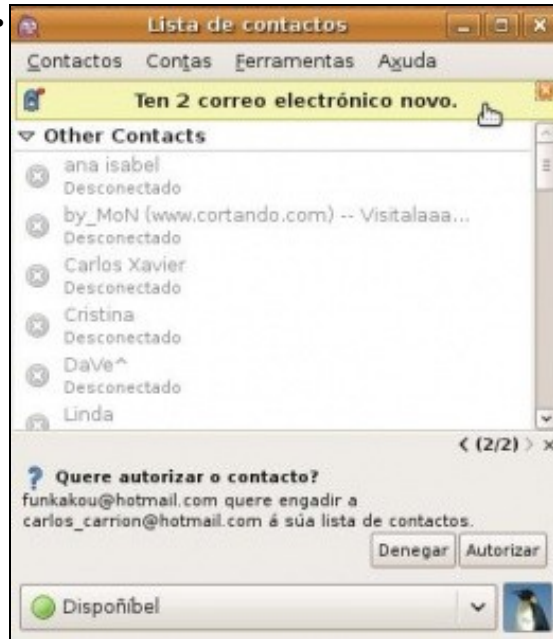 Lista de contactos
Contactos Contas Ferramentas Axuda
Ten 2 correo electrónico novo.
Other Contacts
ana isabel
Desconectado
by_MoN (www.cortando.com) -- Visitalaaa...
Desconectado
Carlos Xavier
Desconectado
Cristina
Desconectado
DaVe^
Desconectado
Linda
(2/2)
Quere autorizar o contacto?
funkakou@hotmail.com quere engadir a
carlos_carrion@hotmail.com á súa lista de contactos.
Denegar Autorizar
Dispoñíbel